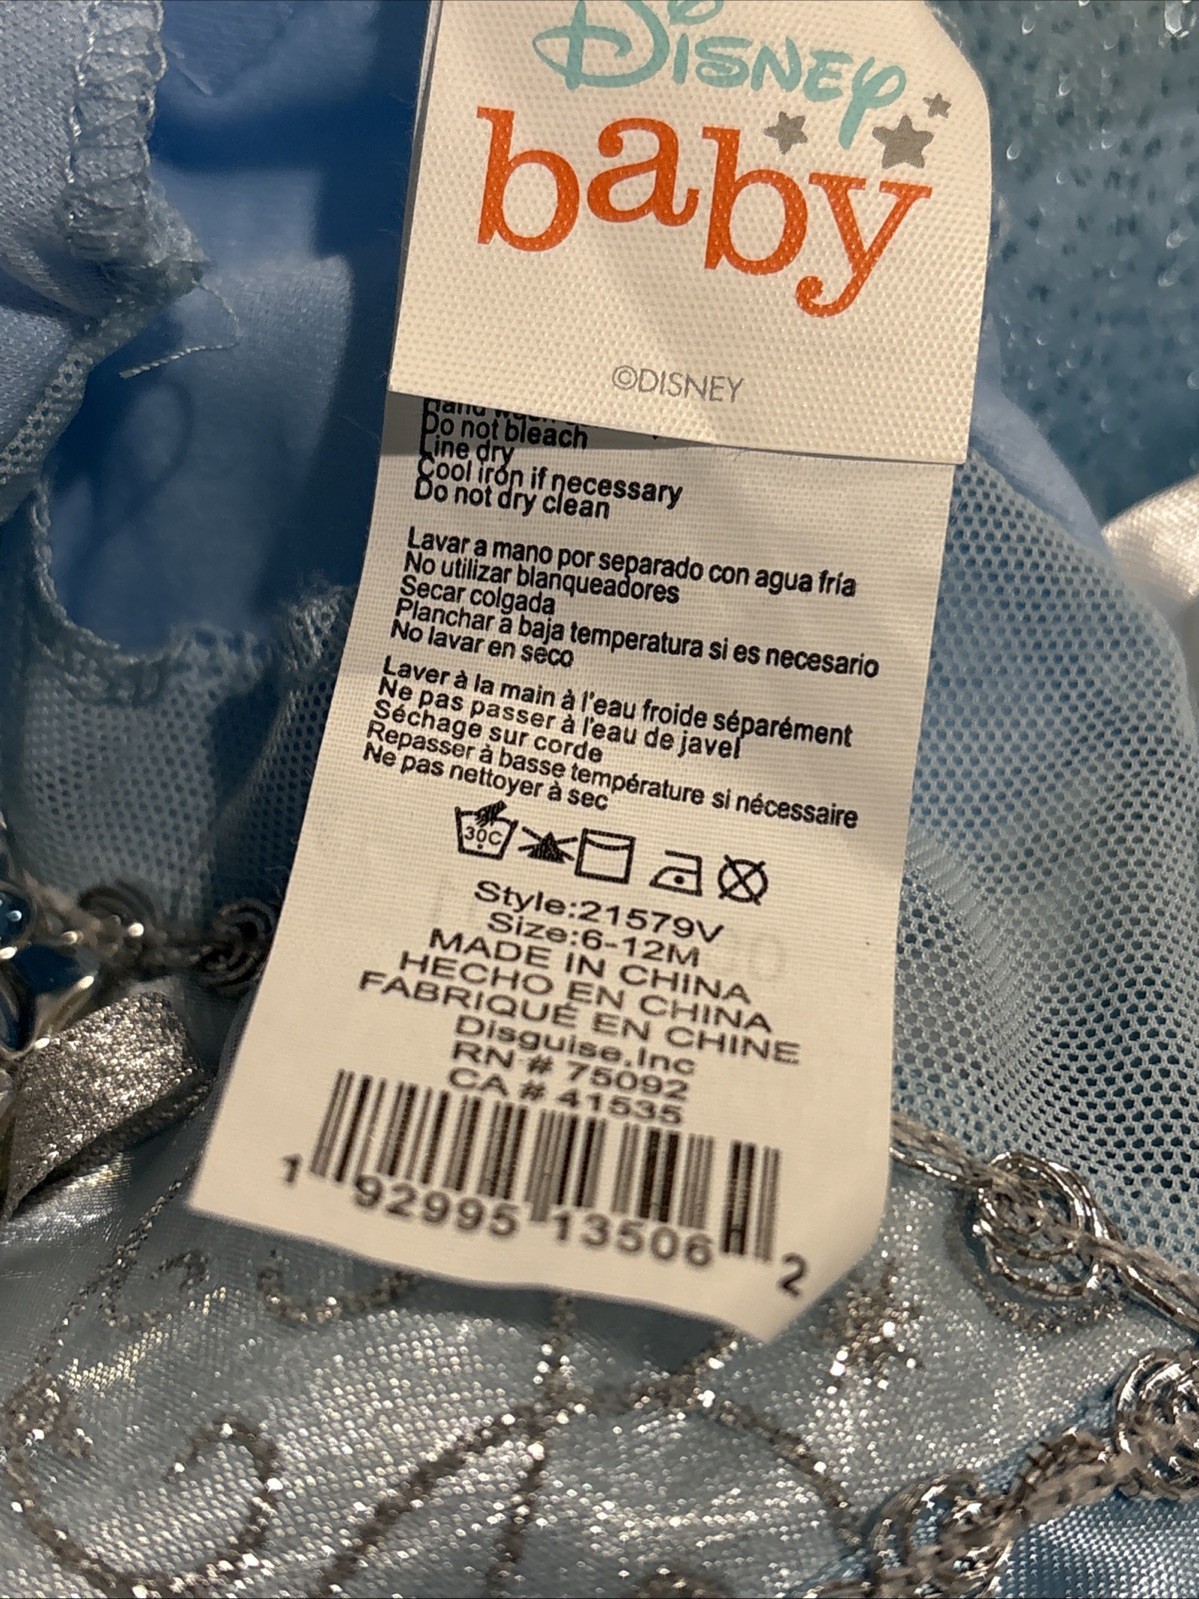 Disney
baby
©DISNEY
Do not bleach
Line dry
Cool iron if necessary
Do not dry clean
Lavar a mano por separado con agua fría
No utilizar blanqueadores
Secar colgada
Planchar a baja temperatura si es necesario
No lavar en seco
Laver à la main à l'eau froide séparément
Ne pas passer à l'eau de javel
Séchage sur corde
Repasser à basse température si nécessaire
Ne pas nettoyer à sec
30C
Style:21579V
Size:6-12M
MADE IN CHINA
HECHO EN CHINA
FABRIQUÉ EN CHINE
Disguise,Inc
RN # 75092
CA # 41535
1 92995 13506 2